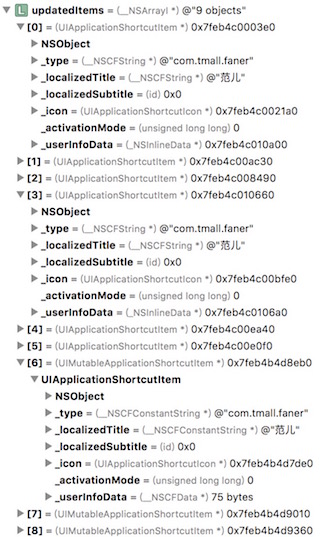 L updatedItems = (__NSArrayI *) @"9 objects"
[0] = (UIApplicationShortcutItem *) 0x7feb4c0003e0
NSObject
_type = (__NSCFString *) @"com.tmall.faner"
_localizedTitle = (__NSCFString *) @"范儿"
_localizedSubtitle = (id) 0x0
_icon = (UIApplicationShortcutIcon *) 0x7feb4c0021a0
_activationMode = (unsigned long long) 0
_userInfoData = (_NSInlineData *) 0x7feb4c010a00
[1] = (UIApplicationShortcutItem *) 0x7feb4c00ac30
[2] = (UIApplicationShortcutItem *) 0x7feb4c008490
[3] = (UIApplicationShortcutItem *) 0x7feb4c010660
NSObject
_type = (__NSCFString *) @"com.tmall.faner"
_localizedTitle = (__NSCFString *) @"范儿"
_localizedSubtitle = (id) 0x0
_icon = (UIApplicationShortcutIcon *) 0x7feb4c00bfe0
_activationMode = (unsigned long long) 0
_userInfoData = (_NSInlineData *) 0x7feb4c0106a0
[4] = (UIApplicationShortcutItem *) 0x7feb4c00ea40
[5] = (UIApplicationShortcutItem *) 0x7feb4c00e0f0
[6] = (UIMutableApplicationShortcutItem *) 0x7feb4b4d8eb0
UIApplicationShortcutItem
NSObject
_type = (__NSCFConstantString *) @"com.tmall.faner"
_localizedTitle = (__NSCFConstantString *) @"范儿"
_localizedSubtitle = (id) 0x0
_icon = (UIApplicationShortcutIcon *) 0x7feb4b4d7de0
_activationMode = (unsigned long long) 0
_userInfoData = (__NSCFData *) 75 bytes
[7] = (UIMutableApplicationShortcutItem *) 0x7feb4b4d9010
[8] = (UIMutableApplicationShortcutItem *) 0x7feb4b4d9360